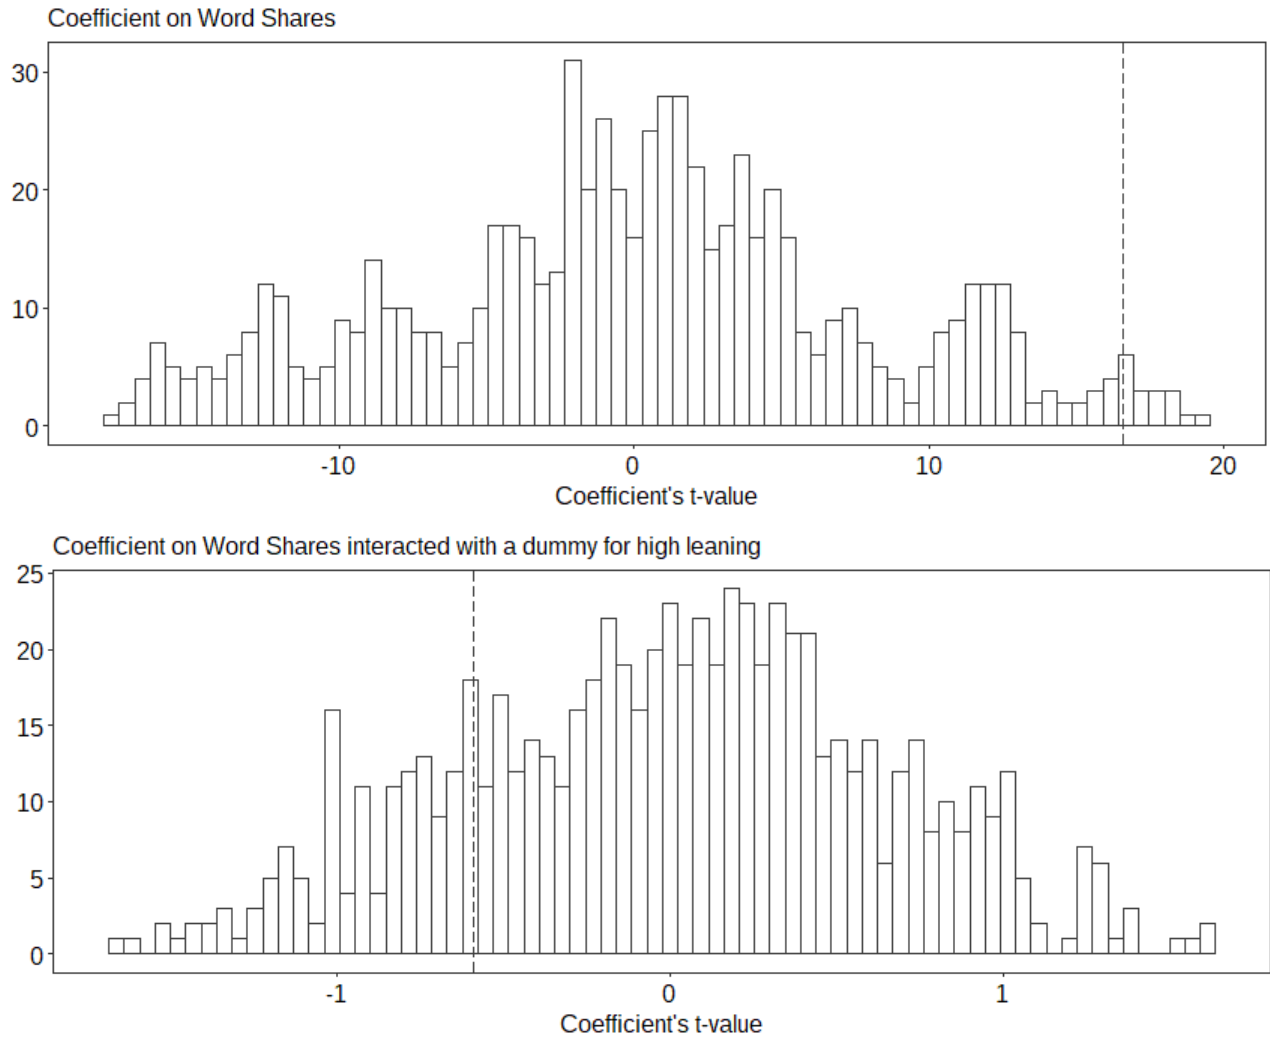 Coefficient on Word Shares
30
20
10
0
-10 0 10 20
Coefficient's t-value
Coefficient on Word Shares interacted with a dummy for high leaning
25
20
15
10
5
0
-1 0 1
Coefficient's t-value